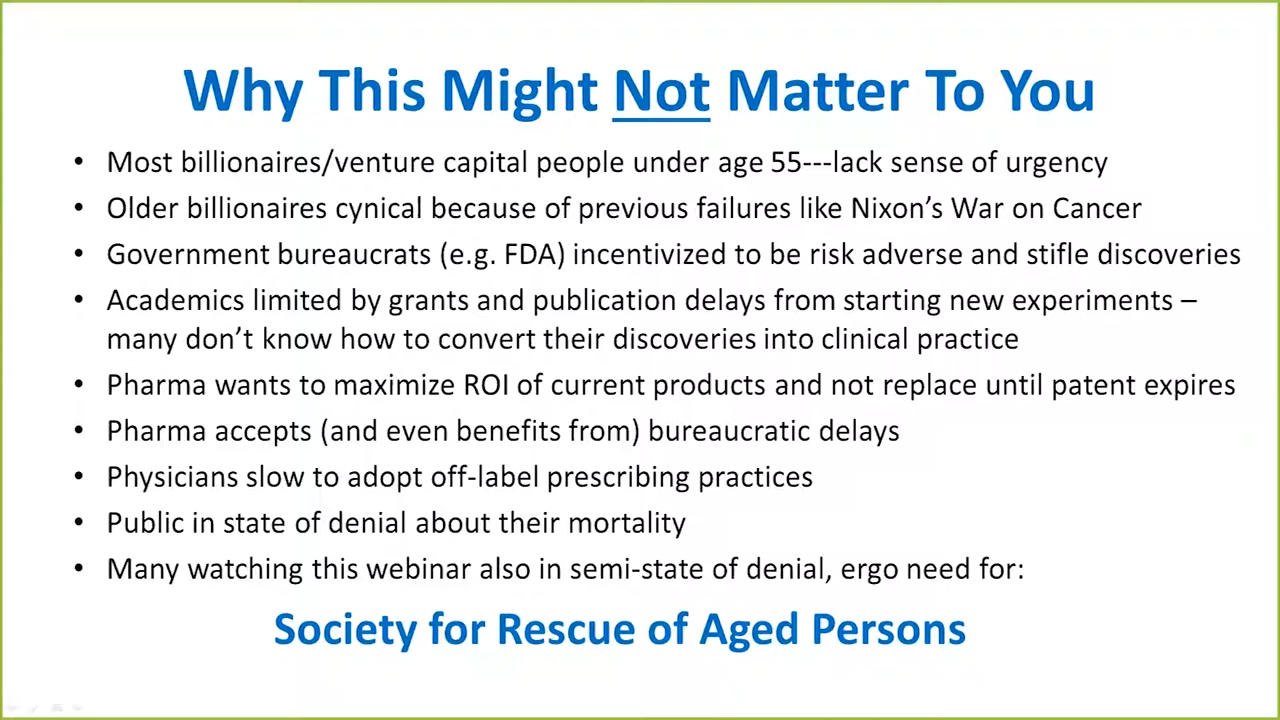 Why This Might Not Matter To You
• Most billionaires/venture capital people under age 55---lack sense of urgency
• Older billionaires cynical because of previous failures like Nixon’s War on Cancer
• Government bureaucrats (e.g. FDA) incentivized to be risk adverse and stifle discoveries
• Academics limited by grants and publication delays from starting new experiments –
many don’t know how to convert their discoveries into clinical practice
• Pharma wants to maximize ROI of current products and not replace until patent expires
• Pharma accepts (and even benefits from) bureaucratic delays
• Physicians slow to adopt off-label prescribing practices
• Public in state of denial about their mortality
• Many watching this webinar also in semi-state of denial, ergo need for:
Society for Rescue of Aged Persons